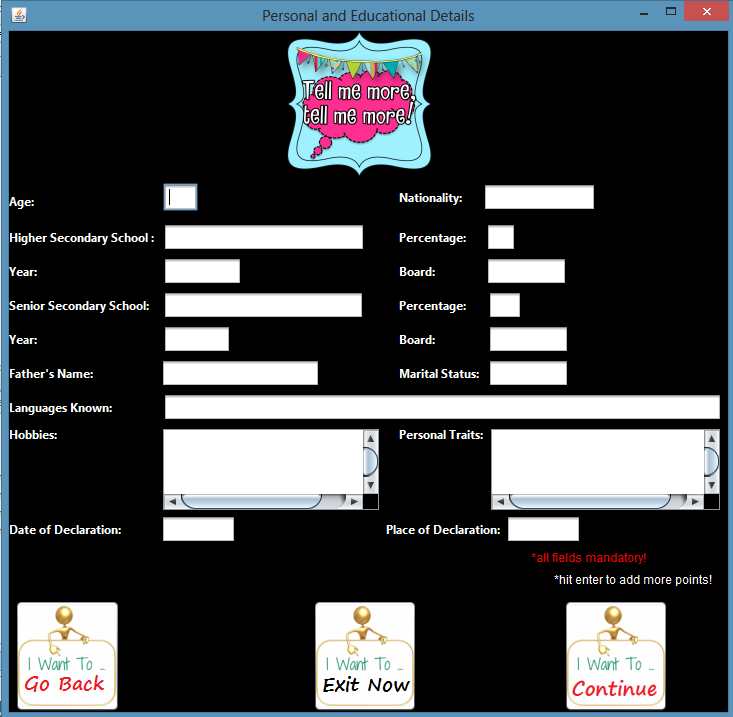 Personal and Educational Details
Tell me more,
tell me more!
Age:
Nationality:
Higher Secondary School :
Percentage:
Year:
Board:
Senior Secondary School:
Percentage:
Year:
Board:
Father's Name:
Marital Status:
Languages Known:
Hobbies:
Personal Traits:
Date of Declaration:
Place of Declaration:
*all fields mandatory!
*hit enter to add more points!
I Want To ...
Go Back
I Want To ...
Exit Now
I Want To ...
Continue